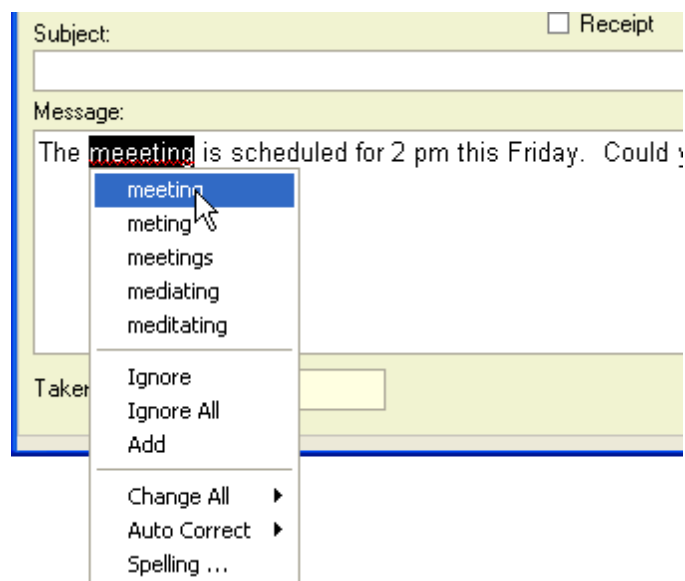 Receipt
Subject:
Message:
The meeeting is scheduled for 2 pm this Friday. Could
meeting
meting
meetings
mediating
meditating
Ignore
Taken
Ignore All
Add
Change All
Auto Correct
Spelling ...